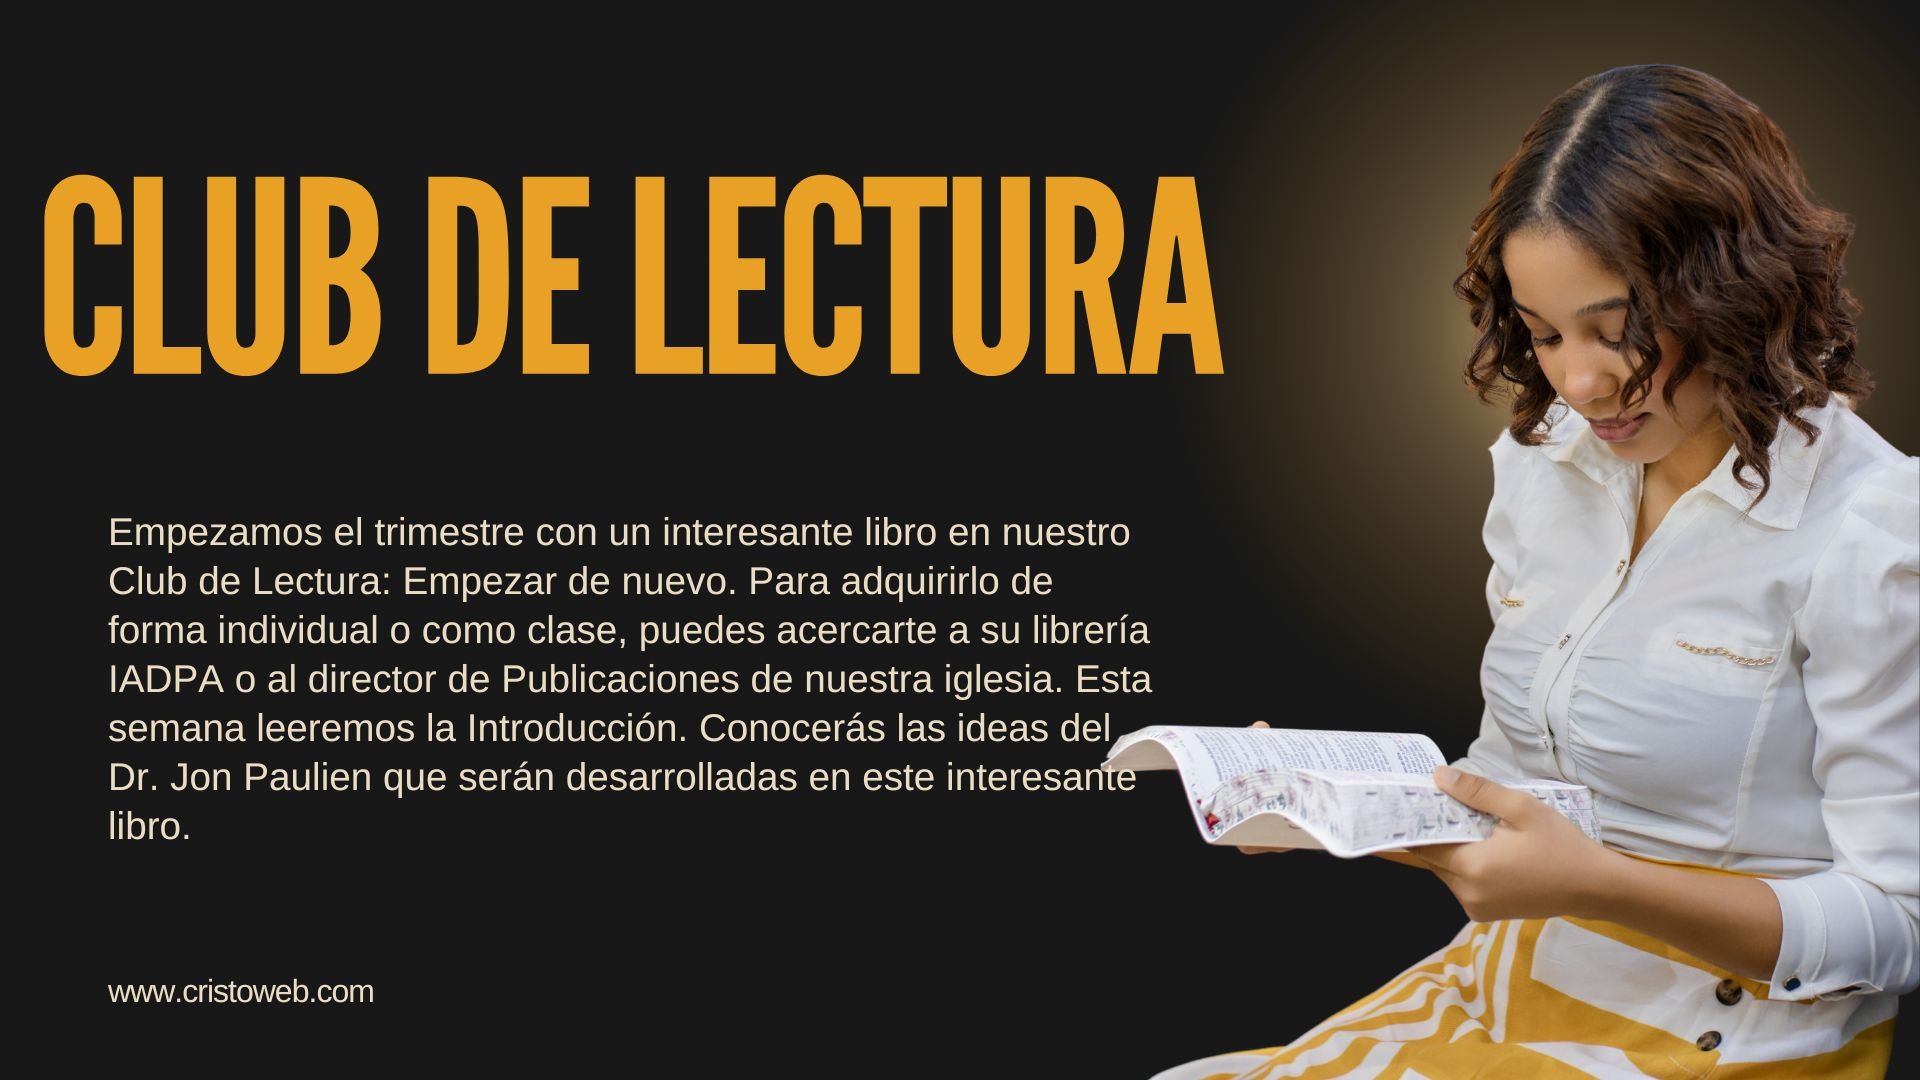 CLUB DE LECTURA
Empezamos el trimestre con un interesante libro en nuestro
Club de Lectura: Empezar de nuevo. Para adquirirlo de
forma individual o como clase, puedes acercarte a su librería
IADPA o al director de Publicaciones de nuestra iglesia. Esta
semana leeremos la Introducción. Conocerás las ideas del
Dr. Jon Paulien que serán desarrolladas en este interesante
libro.
www.cristoweb.com